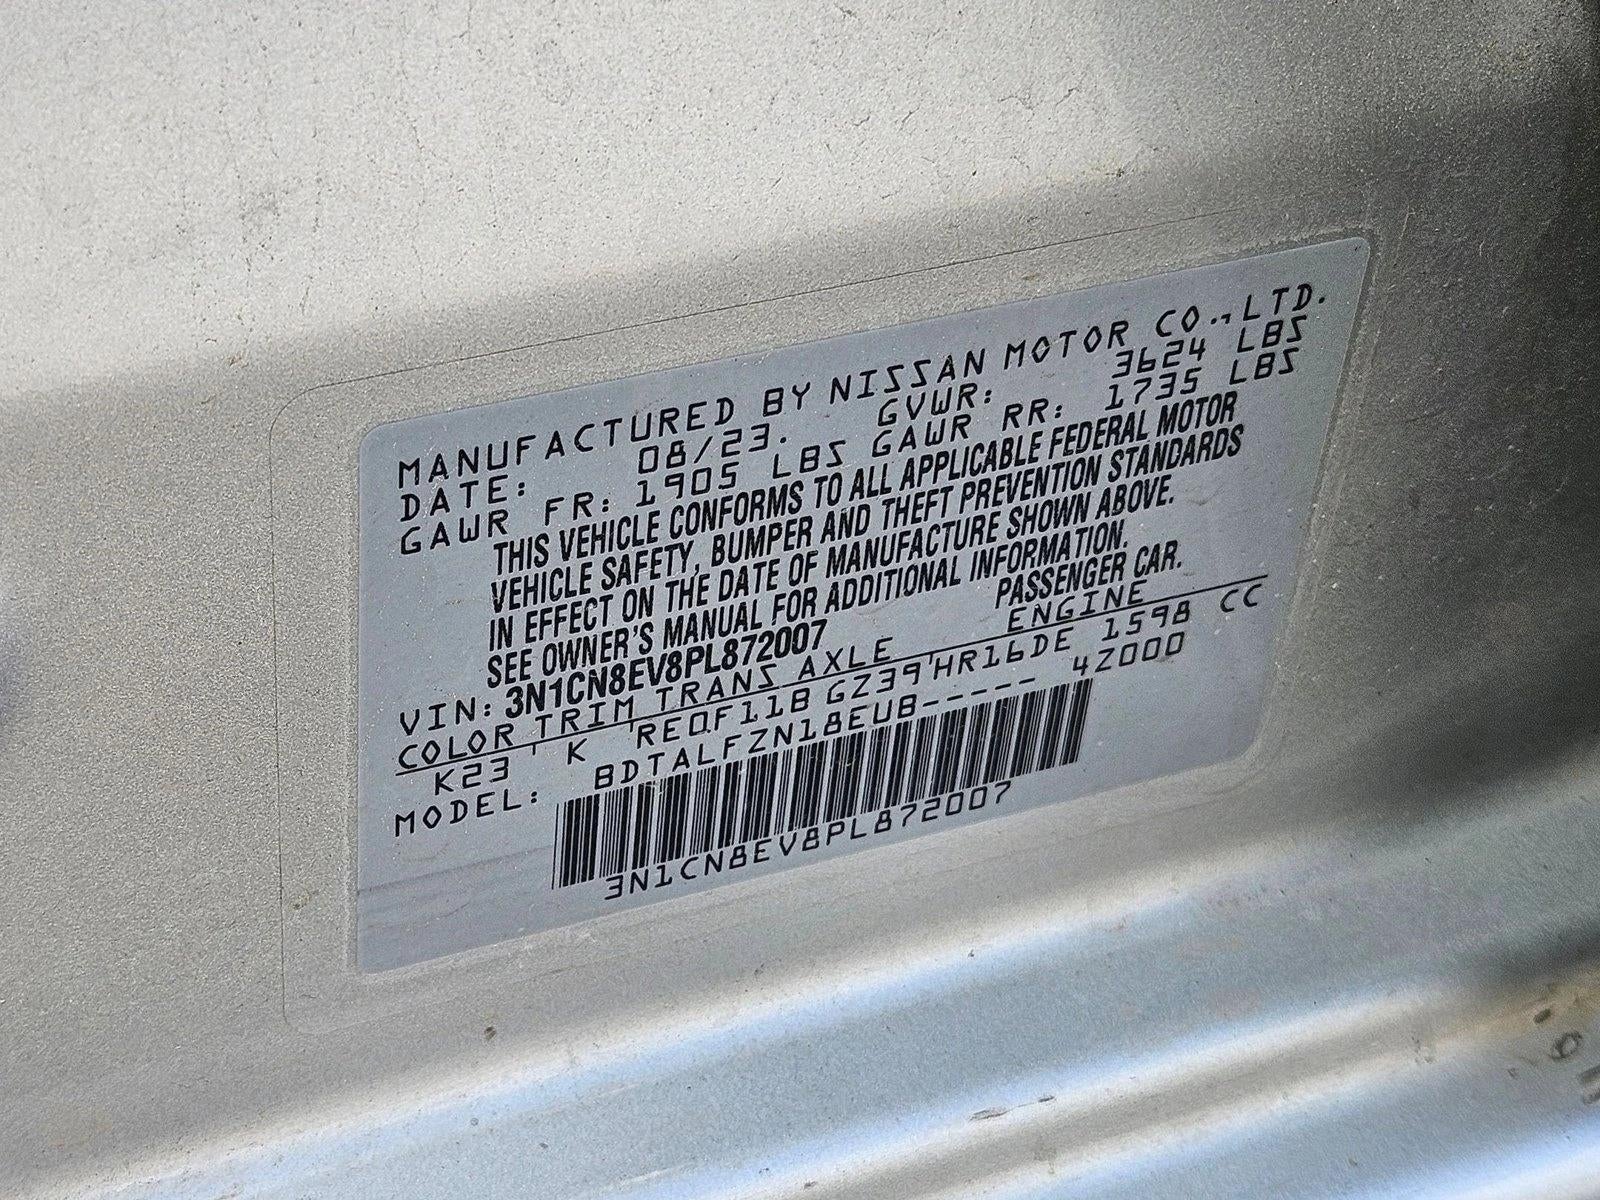 MANUFACTURED BY NISSAN MOTOR CO.,LTD.
DATE: 08/23. GVWR: 3624 LBS
GAWR FR: 1905 LBS GAWR RR: 1735 LBS
THIS VEHICLE CONFORMS TO ALL APPLICABLE FEDERAL MOTOR
VEHICLE SAFETY, BUMPER AND THEFT PREVENTION STANDARDS
IN EFFECT ON THE DATE OF MANUFACTURE SHOWN ABOVE.
SEE OWNER'S MANUAL FOR ADDITIONAL INFORMATION.
VIN: 3N1CN8EV8PL872007 PASSENGER CAR.
COLOR TRIM TRANS AXLE ENGINE
K23 ' K 'RE0F11B GZ39'HR16DE 1598 CC
MODEL: BDTALFZN18EUB----- 4Z000
3N1CN8EV8PL872007